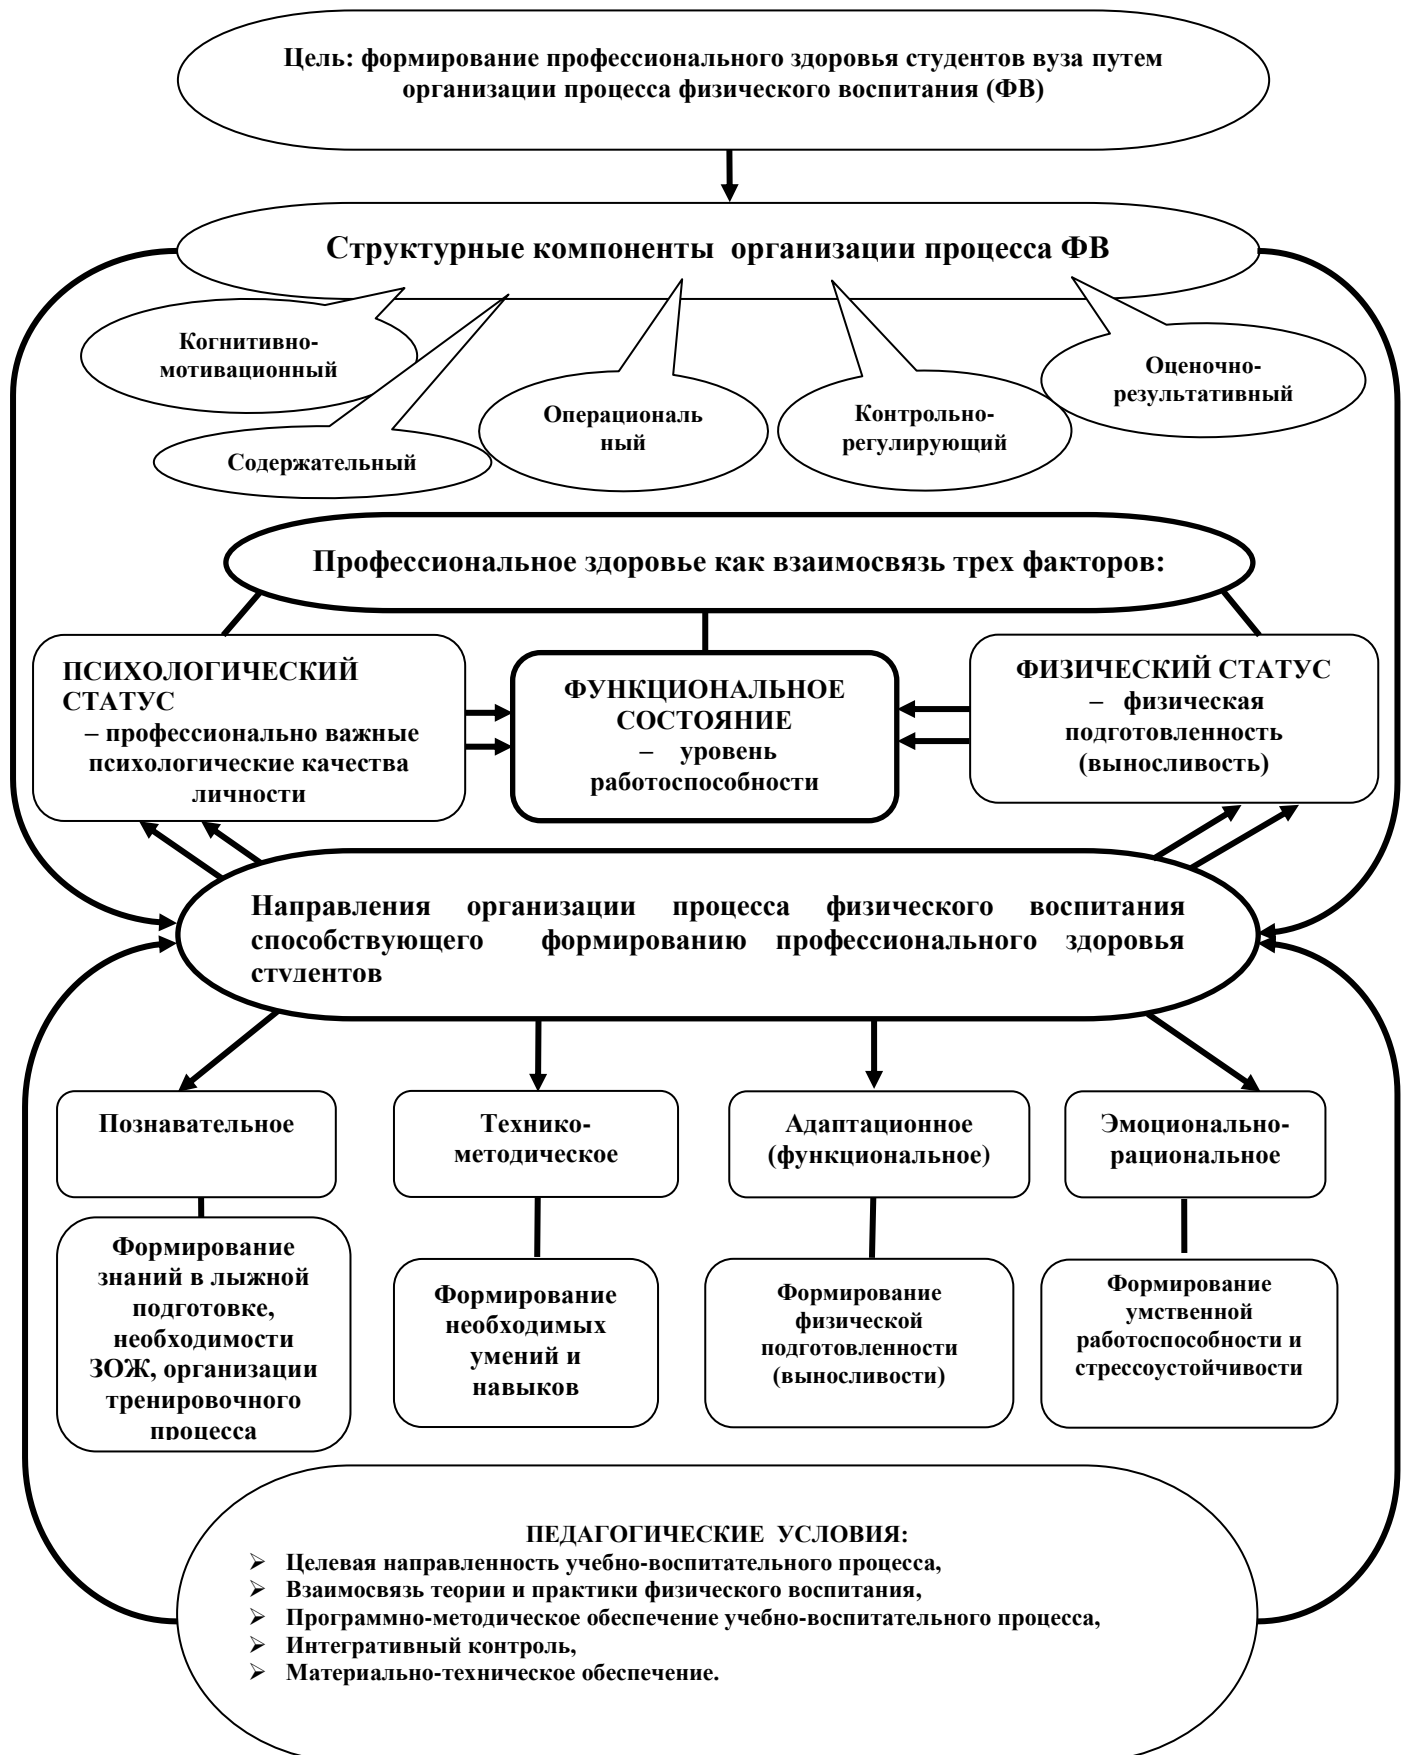 Цель: формирование профессионального здоровья студентов вуза путем
организации процесса физического воспитания (ФВ)
Структурные компоненты организации процесса ФВ
Когнитивно-
мотивационный
Содержательный
Операциональ
ный
Контрольно-
регулирующий
Оценочно-
результативный
Профессиональное здоровье как взаимосвязь трех факторов:
ПСИХОЛОГИЧЕСКИЙ
СТАТУС
– профессионально важные
психологические качества
личности
ФУНКЦИОНАЛЬНОЕ
СОСТОЯНИЕ
– уровень
работоспособности
ФИЗИЧЕСКИЙ СТАТУС
– физическая
подготовленность
(выносливость)
Направления организации процесса физического воспитания
способствующего формированию профессионального здоровья
студентов
Познавательное
Технико-
методическое
Адаптационное
(функциональное)
Эмоционально-
рациональное
Формирование
знаний в лыжной
подготовке,
необходимости
ЗОЖ, организации
тренировочного
процесса
Формирование
необходимых
умений и
навыков
Формирование
физической
подготовленности
(выносливости)
Формирование
умственной
работоспособности и
стрессоустойчивости
ПЕДАГОГИЧЕСКИЕ УСЛОВИЯ:
➢ Целевая направленность учебно-воспитательного процесса,
➢ Взаимосвязь теории и практики физического воспитания,
➢ Программно-методическое обеспечение учебно-воспитательного процесса,
➢ Интегративный контроль,
➢ Материально-техническое обеспечение.